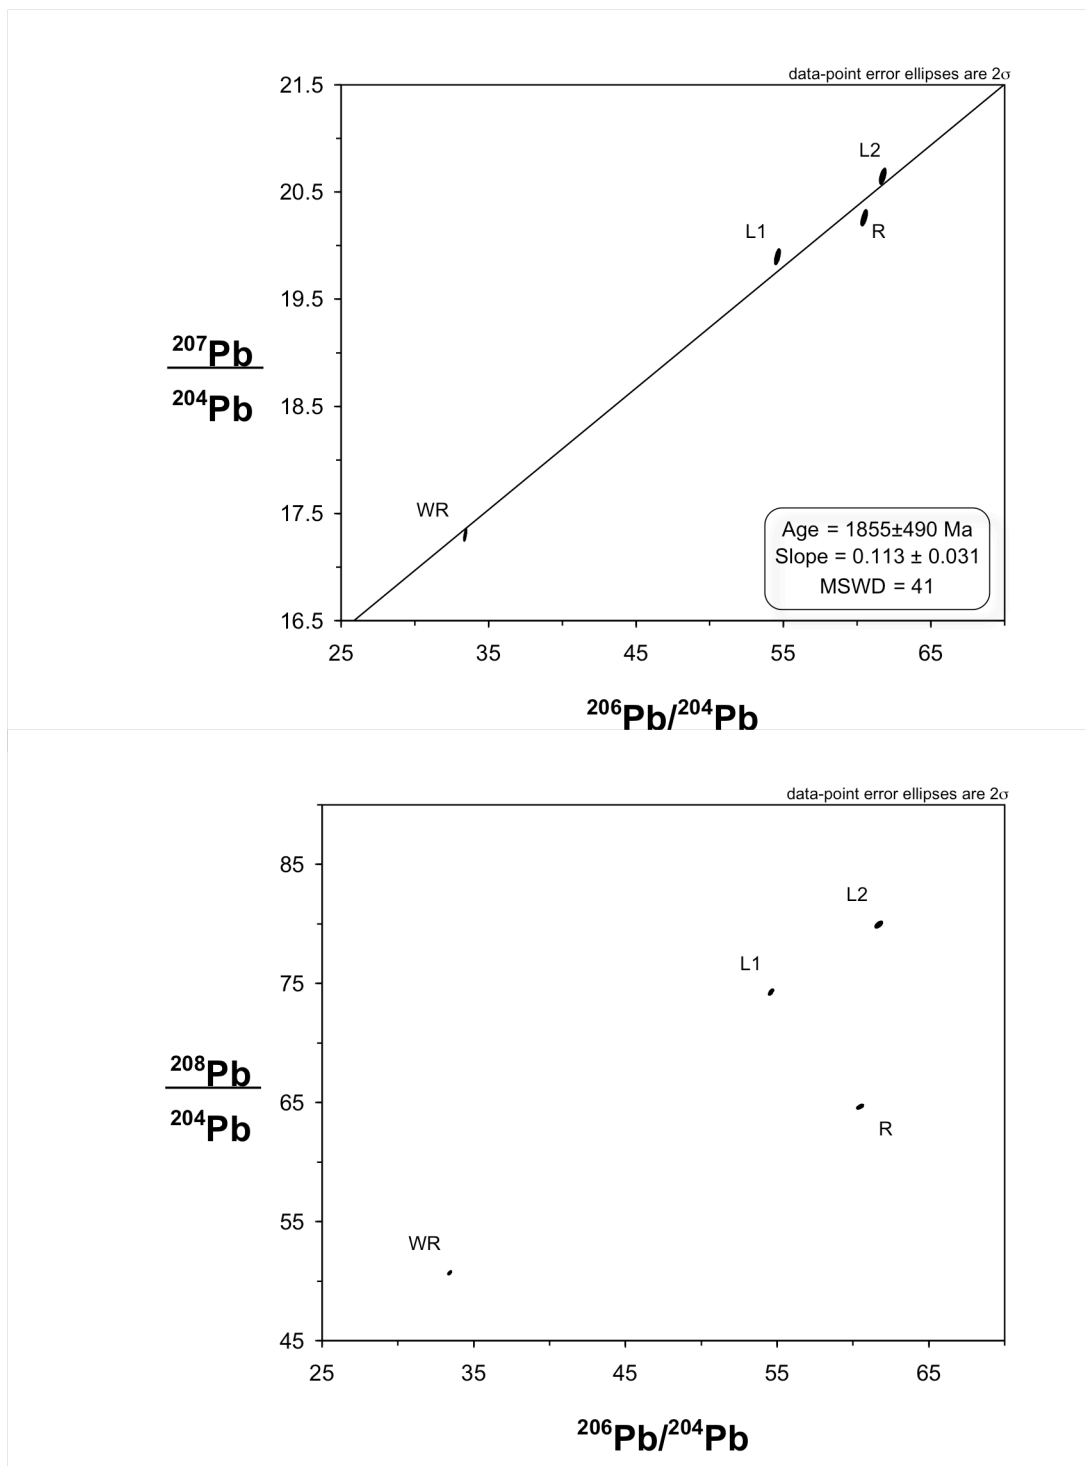 data-point error ellipses are 2σ
21.5
20.5
19.5
18.5
17.5
16.5
²⁰⁷Pb
²⁰⁴Pb
L2
L1
R
WR
Age = 1855±490 Ma
Slope = 0.113 ± 0.031
MSWD = 41
25 35 45 55 65
²⁰⁶Pb/²⁰⁴Pb
data-point error ellipses are 2σ
85
75
65
55
45
²⁰⁸Pb
²⁰⁴Pb
L2
L1
R
WR
25 35 45 55 65
²⁰⁶Pb/²⁰⁴Pb